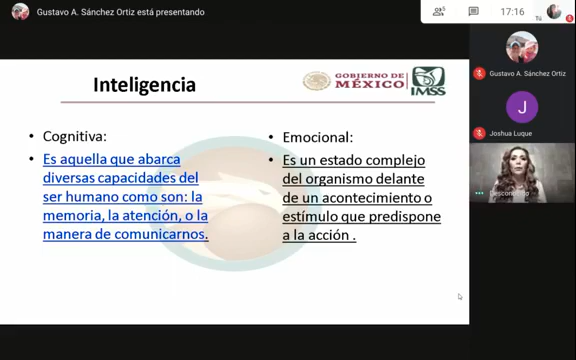 Gustavo A. Sánchez Ortiz está presentando
17:16
Tú
Inteligencia
GOBIERNO DE
MÉXICO
IMSS
• Cognitiva:
• Es aquella que abarca
diversas capacidades del
ser humano como son: la
memoria, la atención, o la
manera de comunicarnos.
• Emocional:
• Es un estado complejo
del organismo delante
de un acontecimiento o
estímulo que predispone
a la acción .
Gustavo A. Sánchez Ortiz
J
Joshua Luque
Desconocido